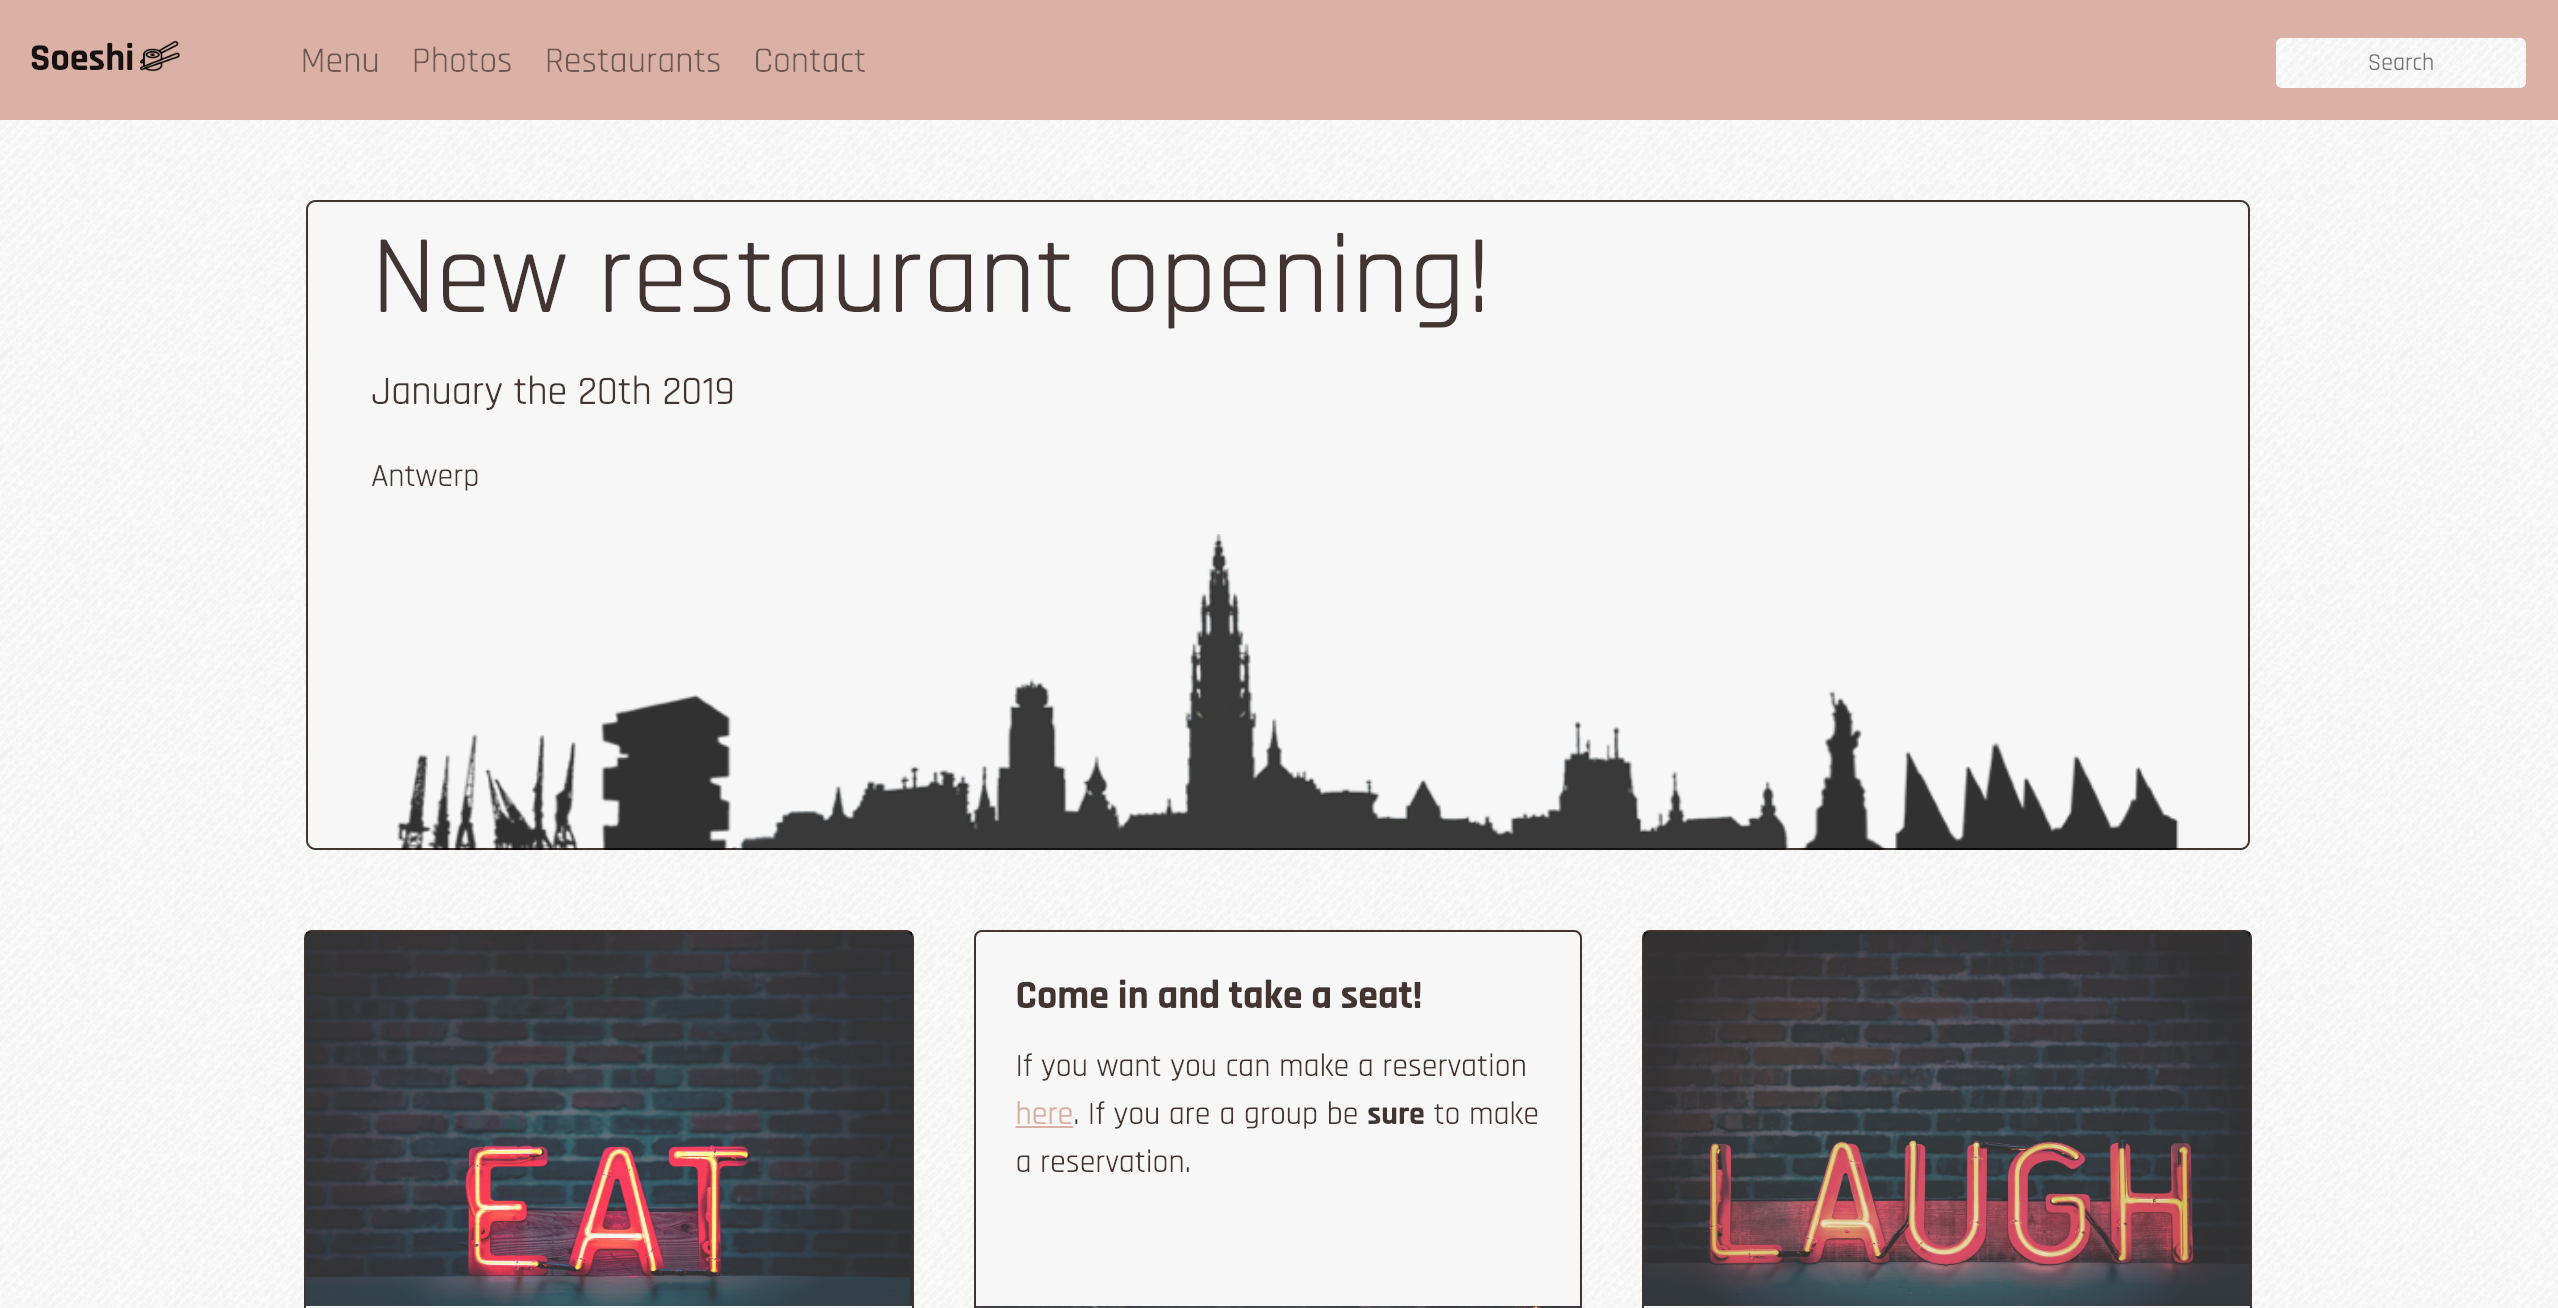 Soeshi
Menu Photos Restaurants Contact
Search
New restaurant opening!
January the 20th 2019
Antwerp
EAT
Come in and take a seat!
If you want you can make a reservation
here. If you are a group be sure to make
a reservation.
LAUGH